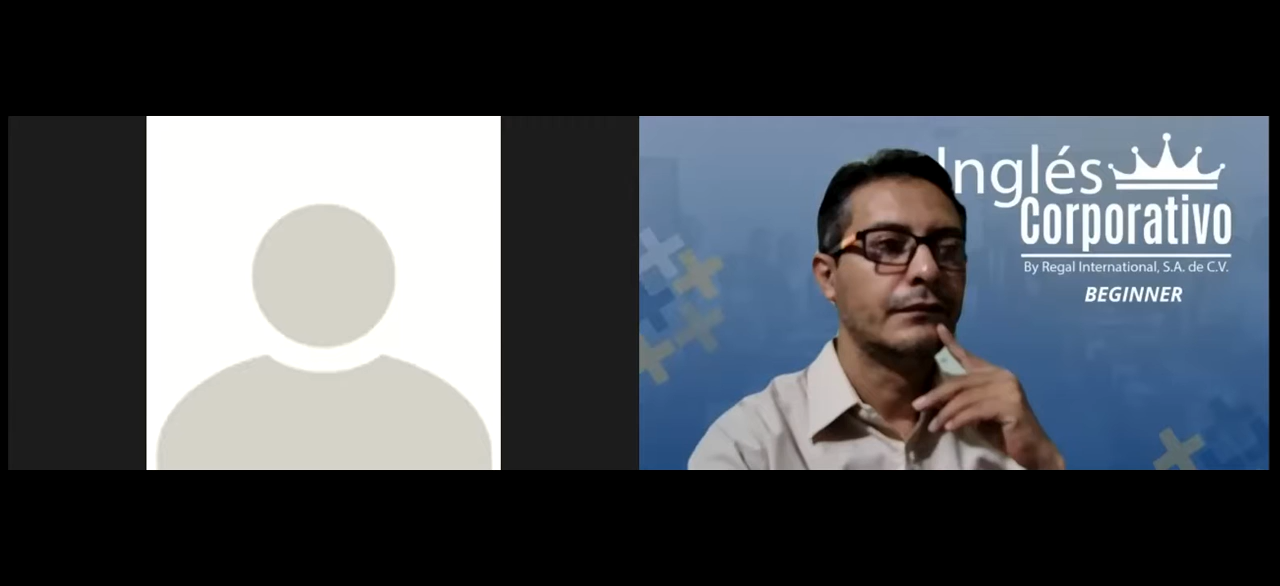 Inglés
Corporativo
By Regal International, S.A. de C.V.
BEGINNER